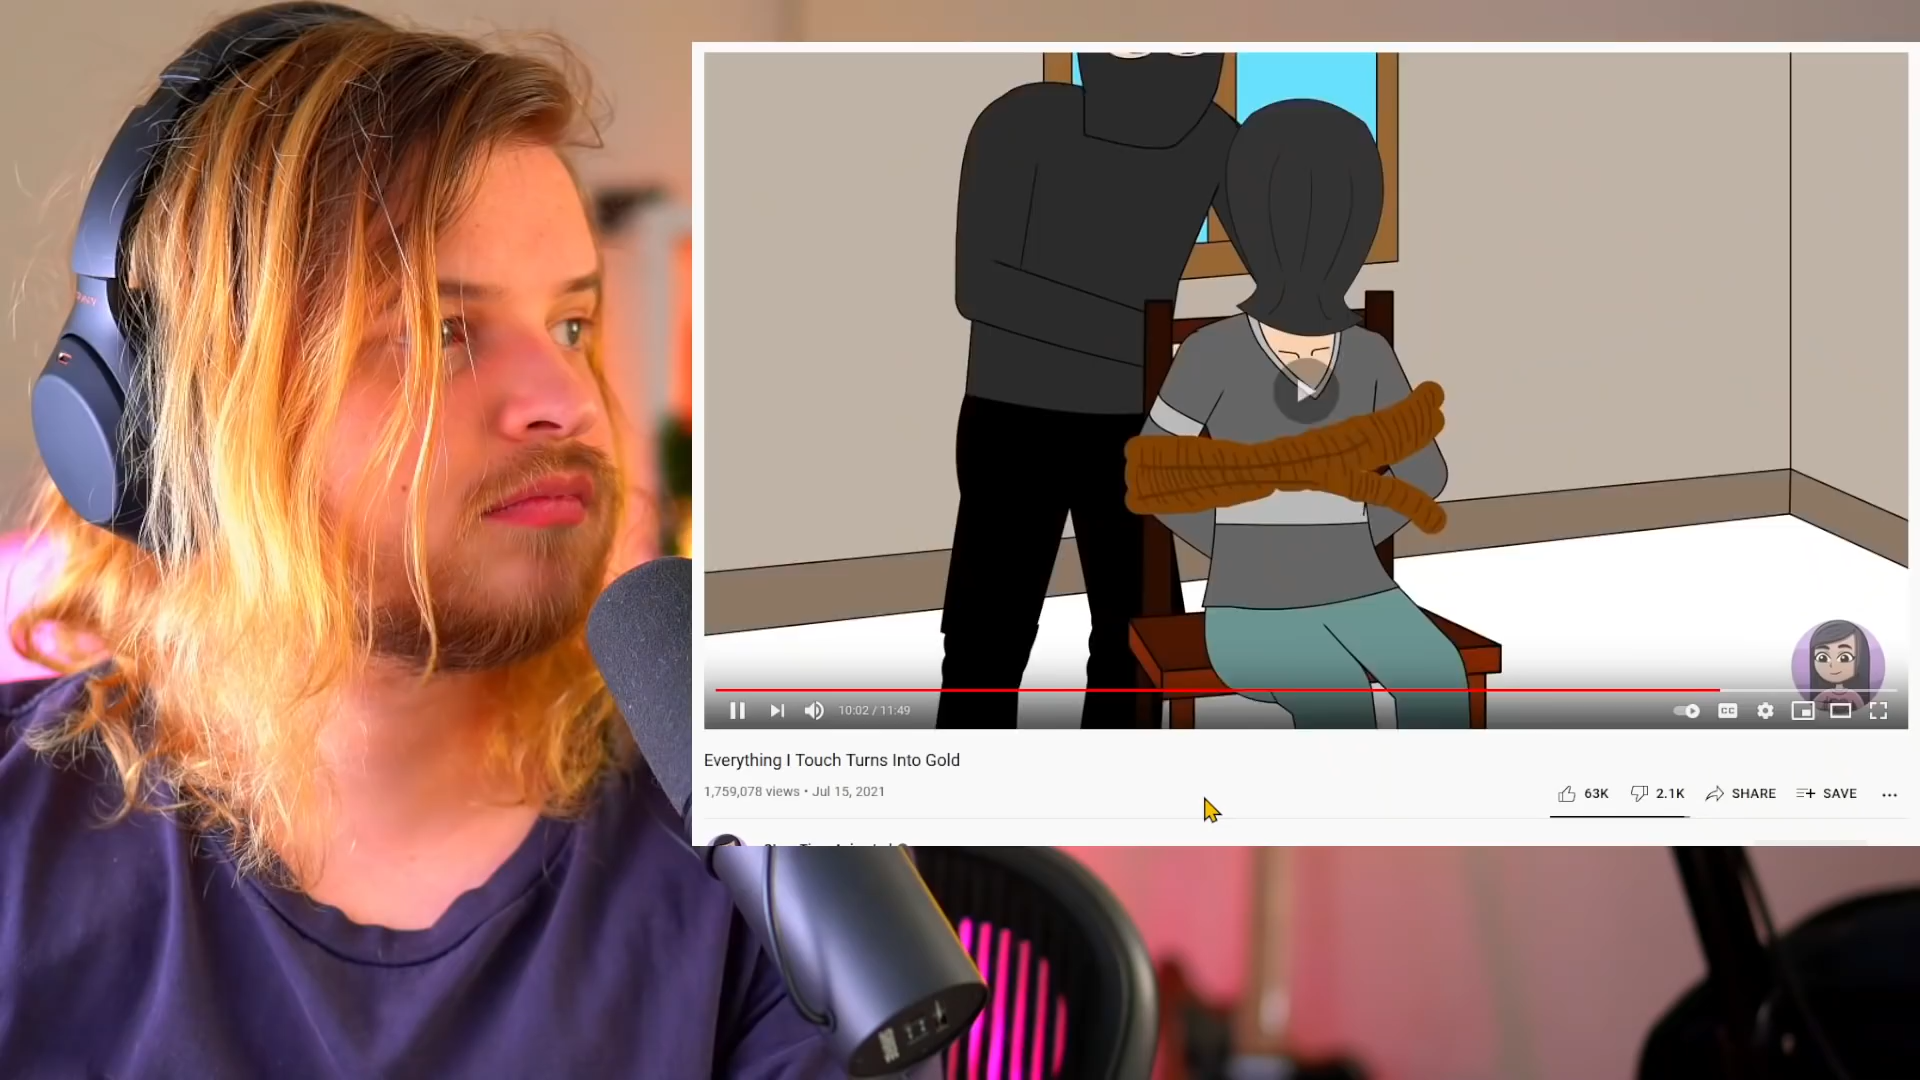 10:02 / 11:49
CC
Everything I Touch Turns Into Gold
1,759,078 views • Jul 15, 2021
63K
2.1K
SHARE
SAVE